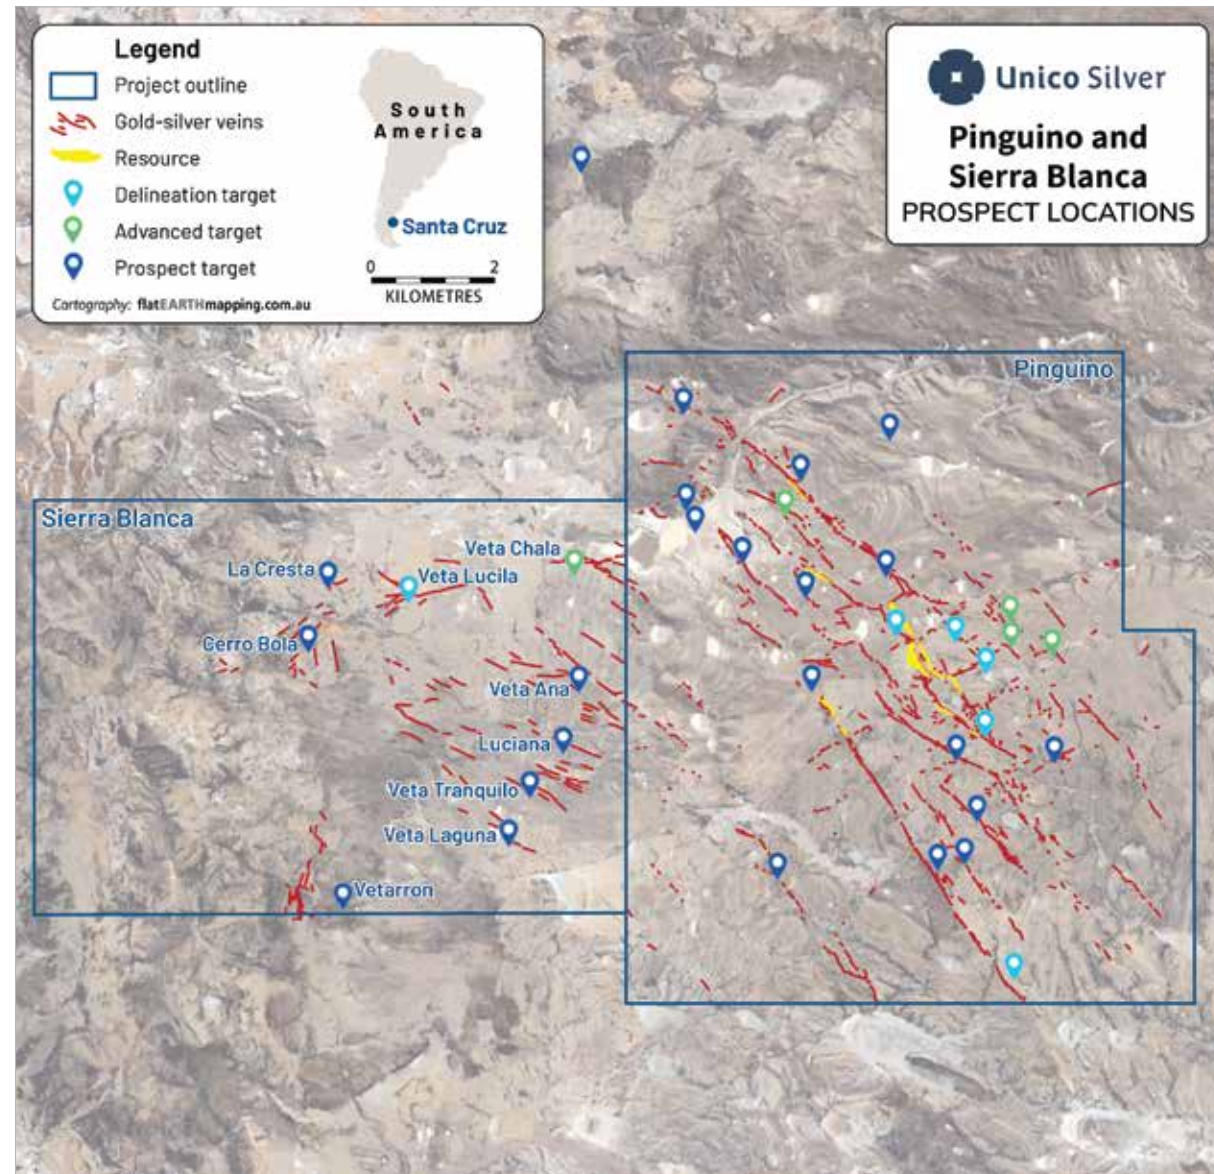 Legend
Project outline
Gold-silver veins
Resource
Delineation target
Advanced target
Prospect target
Cartography: flatEARTHmapping.com.au
South
America
Santa Cruz
0 2
KILOMETRES
Unico Silver
Pinguino and
Sierra Blanca
PROSPECT LOCATIONS
Pinguino
Sierra Blanca
Veta Chala
La Cresta
Veta Lucila
Cerro Bola
Veta Ana
Luciana
Veta Tranquilo
Veta Laguna
Vetarron